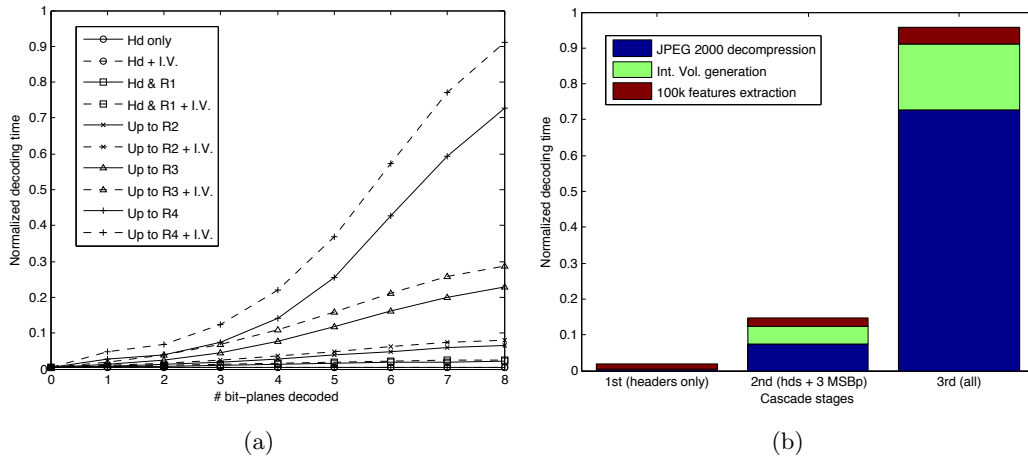 1
0.9
0.8
0.7
0.6
0.5
0.4
0.3
0.2
0.1
0
Normalized decoding time
Hd only
Hd + I.V.
Hd & R1
Hd & R1 + I.V.
Up to R2
Up to R2 + I.V.
Up to R3
Up to R3 + I.V.
Up to R4
Up to R4 + I.V.
0 1 2 3 4 5 6 7 8
# bit−planes decoded
(a)
1
0.9
0.8
0.7
0.6
0.5
0.4
0.3
0.2
0.1
0
Normalized decoding time
JPEG 2000 decompression
Int. Vol. generation
100k features extraction
1st (headers only) 2nd (hds + 3 MSBp) 3rd (all)
Cascade stages
(b)